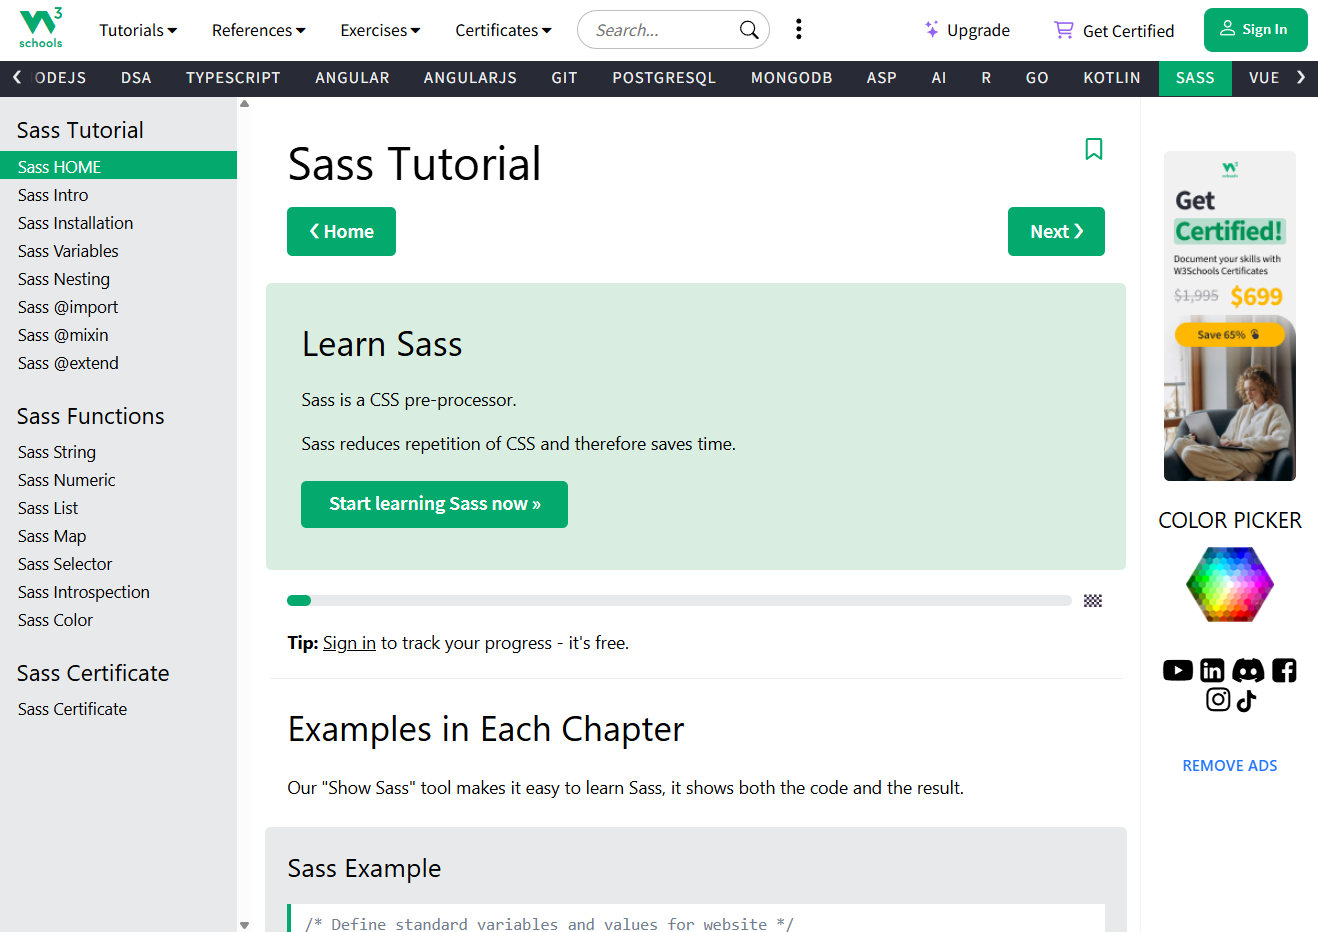 3
schools
Tutorials
References
Exercises
Certificates
Search...
Upgrade
Get Certified
Sign In
ODEJS
DSA
TYPESCRIPT
ANGULAR
ANGULARJS
GIT
POSTGRESQL
MONGODB
ASP
AI
R
GO
KOTLIN
SASS
VUE
Sass Tutorial
Sass HOME
Sass Intro
Sass Installation
Sass Variables
Sass Nesting
Sass @import
Sass @mixin
Sass @extend
Sass Functions
Sass String
Sass Numeric
Sass List
Sass Map
Sass Selector
Sass Introspection
Sass Color
Sass Certificate
Sass Certificate
Sass Tutorial
❮ Home
Next ❯
Learn Sass
Sass is a CSS pre-processor.
Sass reduces repetition of CSS and therefore saves time.
Start learning Sass now »
Tip: Sign in to track your progress - it's free.
Examples in Each Chapter
Our "Show Sass" tool makes it easy to learn Sass, it shows both the code and the result.
Sass Example
/* Define standard variables and values for website */
W3
schools
Get
Certified!
Document your skills with
W3Schools Certificates
$1,995 $699
Save 65%
COLOR PICKER
REMOVE ADS